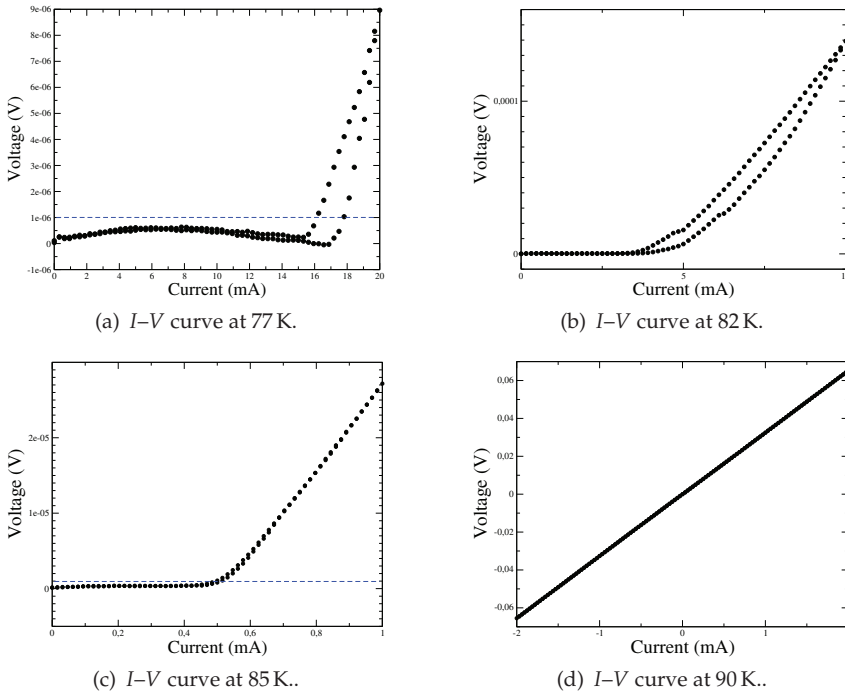 9e-06
8e-06
7e-06
6e-06
5e-06
4e-06
3e-06
2e-06
1e-06
0
-1e-06
Voltage (V)
0 2 4 6 8 10 12 14 16 18 20
Current (mA)
(a) I–V curve at 77 K.
0,0001
0
Voltage (V)
0 5 1
Current (mA)
(b) I–V curve at 82 K.
2e-05
1e-05
0
Voltage (V)
0 0,2 0,4 0,6 0,8 1
Current (mA)
(c) I–V curve at 85 K..
0,06
0,04
0,02
0
-0,02
-0,04
-0,06
Voltage (V)
-2 -1 0 1
Current (mA)
(d) I–V curve at 90 K..